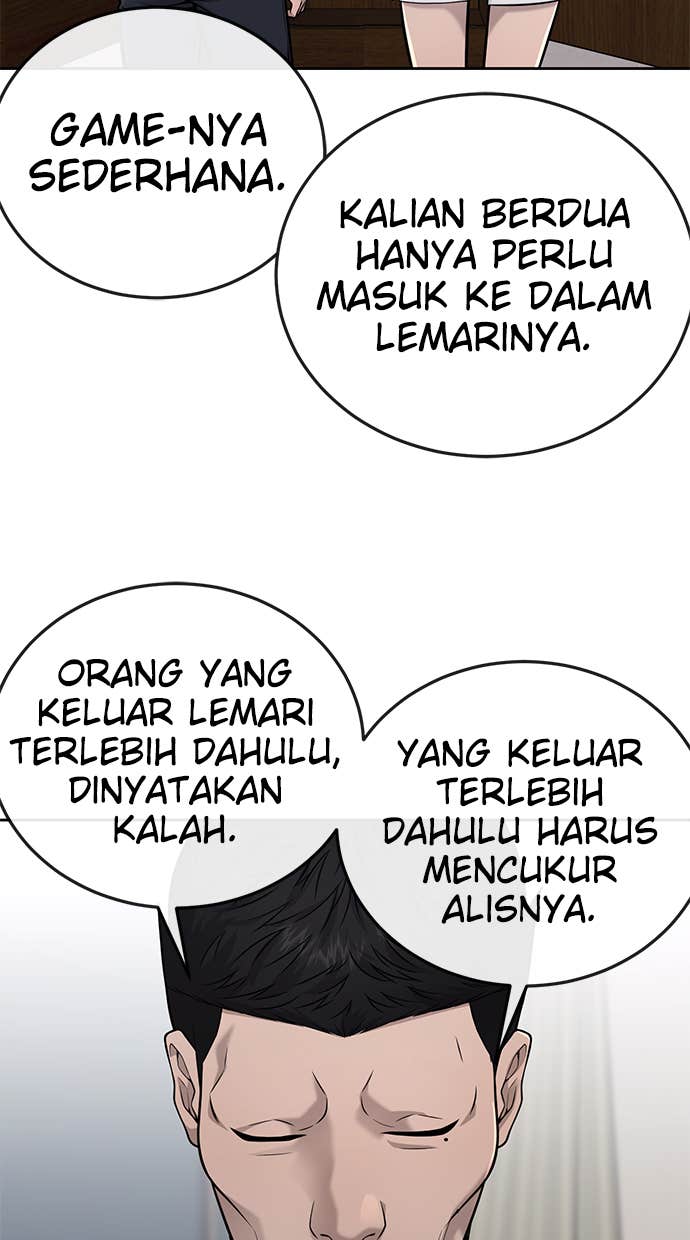 GAME-NYA
SEDERHANA.
KALIAN BERDUA
HANYA PERLU
MASUK KE DALAM
LEMARINYA.
ORANG YANG
KELUAR LEMARI
TERLEBIH DAHULU,
DINYATAKAN
KALAH.
YANG KELUAR
TERLEBIH
DAHULU HARUS
MENCUKUR
ALISNYA.